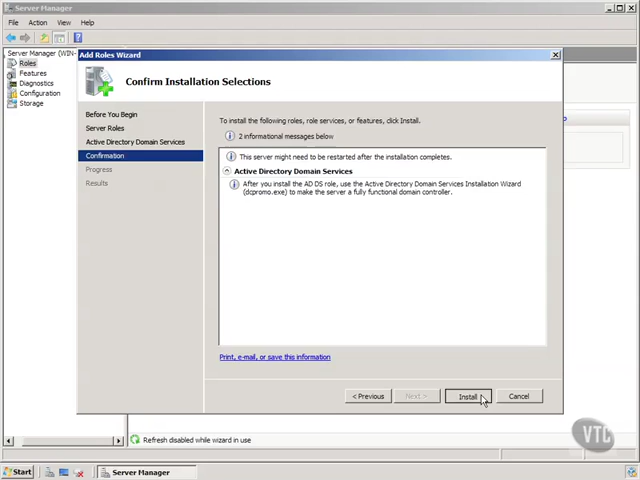 Server Manager
File Action View Help
Server Manager (WIN-
Roles
Features
Diagnostics
Configuration
Storage
Add Roles Wizard
Confirm Installation Selections
Before You Begin
Server Roles
Active Directory Domain Services
Confirmation
Progress
Results
To install the following roles, role services, or features, click Install.
2 informational messages below
This server might need to be restarted after the installation completes.
Active Directory Domain Services
After you install the AD DS role, use the Active Directory Domain Services Installation Wizard
(dcpromo.exe) to make the server a fully functional domain controller.
Print, e-mail, or save this information
< Previous Next > Install Cancel
Refresh disabled while wizard in use
VTC
Start Server Manager